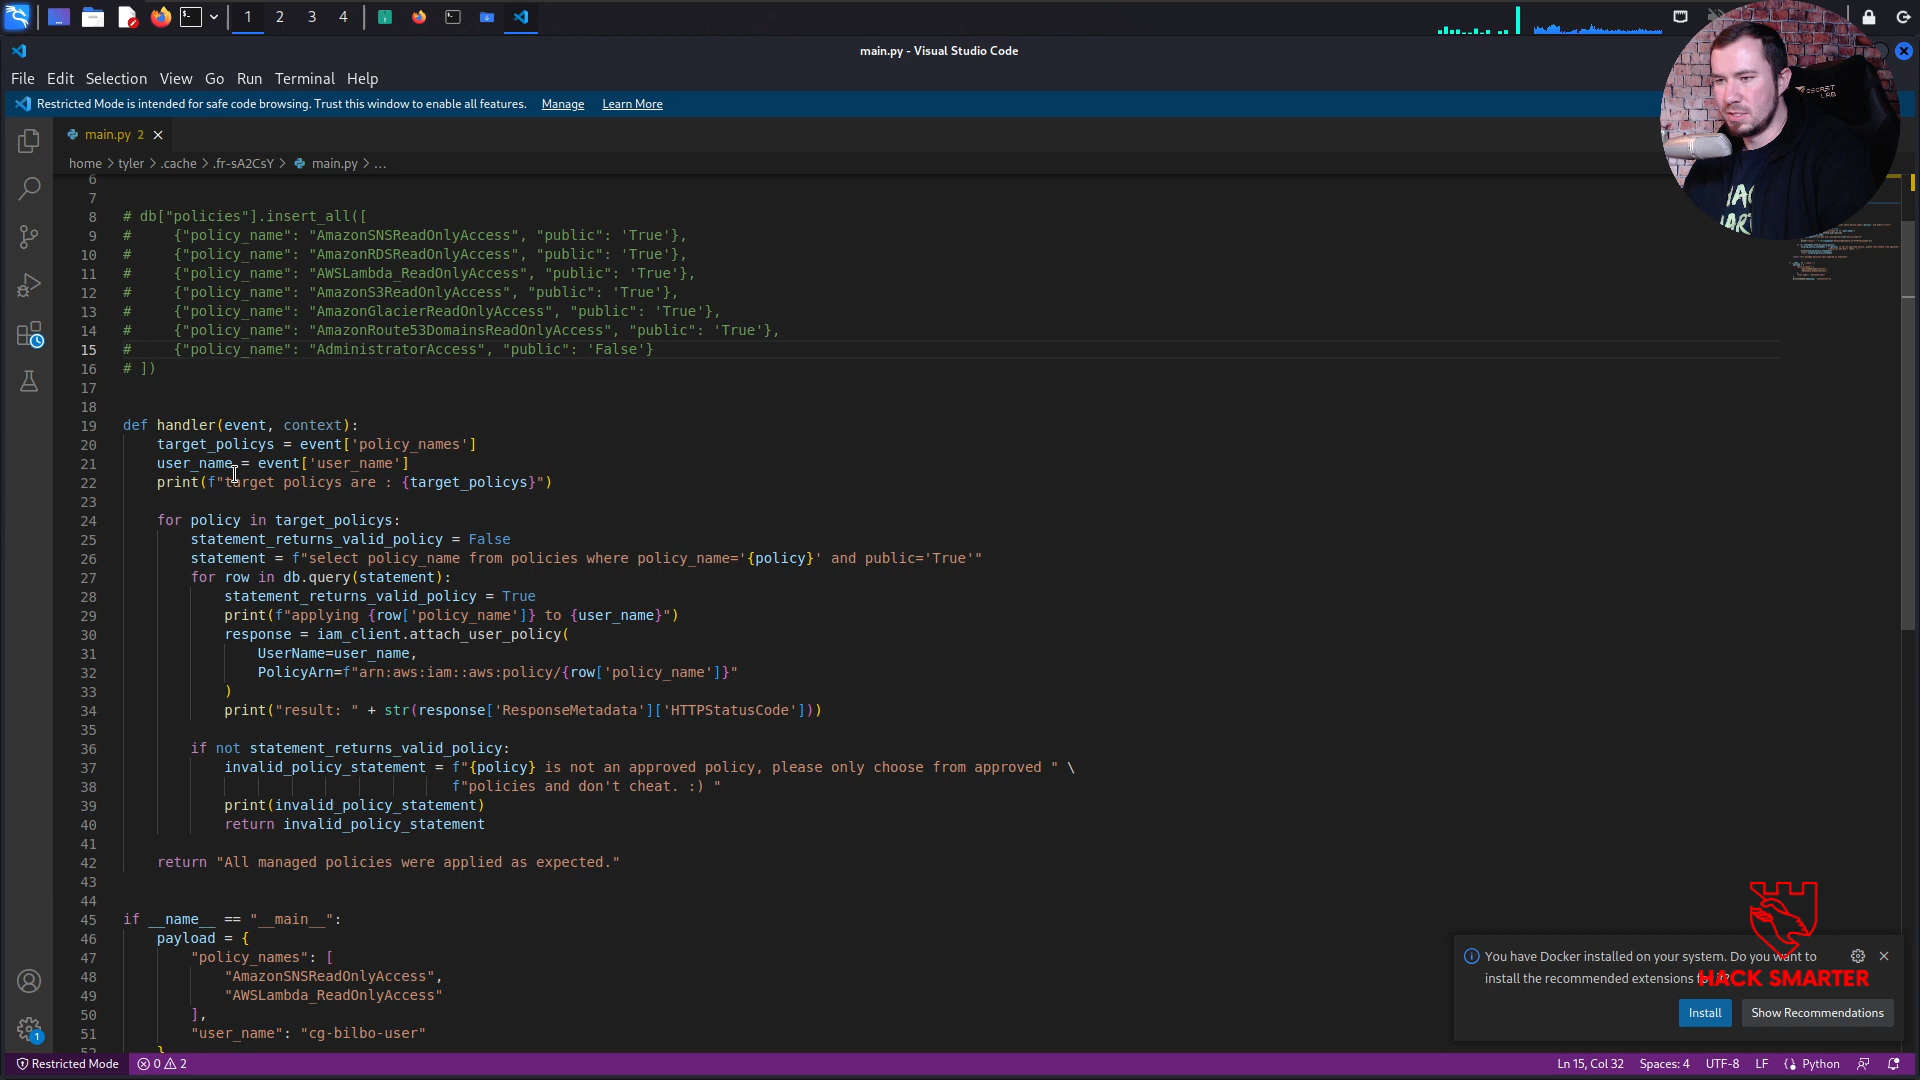 1 2 3 4
main.py - Visual Studio Code
File Edit Selection View Go Run Terminal Help
Restricted Mode is intended for safe code browsing. Trust this window to enable all features. Manage Learn More
main.py 2
home > tyler > .cache > .fr-sA2CsY > main.py > ...
6
7
8 # db["policies"].insert_all([
9 #     {"policy_name": "AmazonSNSReadOnlyAccess", "public": 'True'},
10 #     {"policy_name": "AmazonRDSReadOnlyAccess", "public": 'True'},
11 #     {"policy_name": "AWSLambda_ReadOnlyAccess", "public": 'True'},
12 #     {"policy_name": "AmazonS3ReadOnlyAccess", "public": 'True'},
13 #     {"policy_name": "AmazonGlacierReadOnlyAccess", "public": 'True'},
14 #     {"policy_name": "AmazonRoute53DomainsReadOnlyAccess", "public": 'True'},
15 #     {"policy_name": "AdministratorAccess", "public": 'False'}
16 # ])
17
18
19 def handler(event, context):
20     target_policys = event['policy_names']
21     user_name = event['user_name']
22     print(f"target policys are : {target_policys}")
23
24     for policy in target_policys:
25         statement_returns_valid_policy = False
26         statement = f"select policy_name from policies where policy_name='{policy}' and public='True'"
27         for row in db.query(statement):
28             statement_returns_valid_policy = True
29             print(f"applying {row['policy_name']} to {user_name}")
30             response = iam_client.attach_user_policy(
31                 UserName=user_name,
32                 PolicyArn=f"arn:aws:iam::aws:policy/{row['policy_name']}"
33             )
34             print("result: " + str(response['ResponseMetadata']['HTTPStatusCode']))
35
36         if not statement_returns_valid_policy:
37             invalid_policy_statement = f"{policy} is not an approved policy, please only choose from approved " \
38                                        f"policies and don't cheat. :) "
39             print(invalid_policy_statement)
40             return invalid_policy_statement
41
42     return "All managed policies were applied as expected."
43
44
45 if __name__ == "__main__":
46     payload = {
47         "policy_names": [
48             "AmazonSNSReadOnlyAccess",
49             "AWSLambda_ReadOnlyAccess"
50         ],
51         "user_name": "cg-bilbo-user"
52     }
You have Docker installed on your system. Do you want to
install the recommended extensions for it?
HACK SMARTER
Install Show Recommendations
1
Restricted Mode 0 2 Ln 15, Col 32 Spaces: 4 UTF-8 LF Python